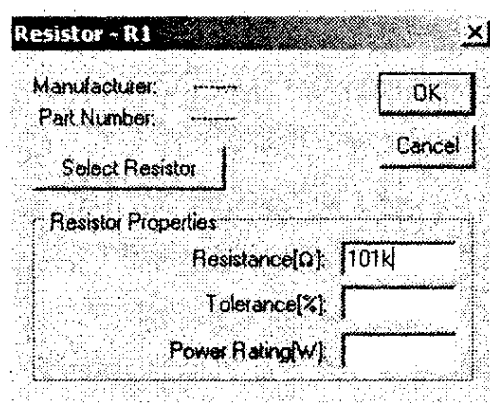 Resistor - R1
Manufacturer: ------
OK
Part Number: ------
Cancel
Select Resistor
Resistor Properties
Resistance[Ω]: 101k
Tolerance[%]:
Power Rating[W]: